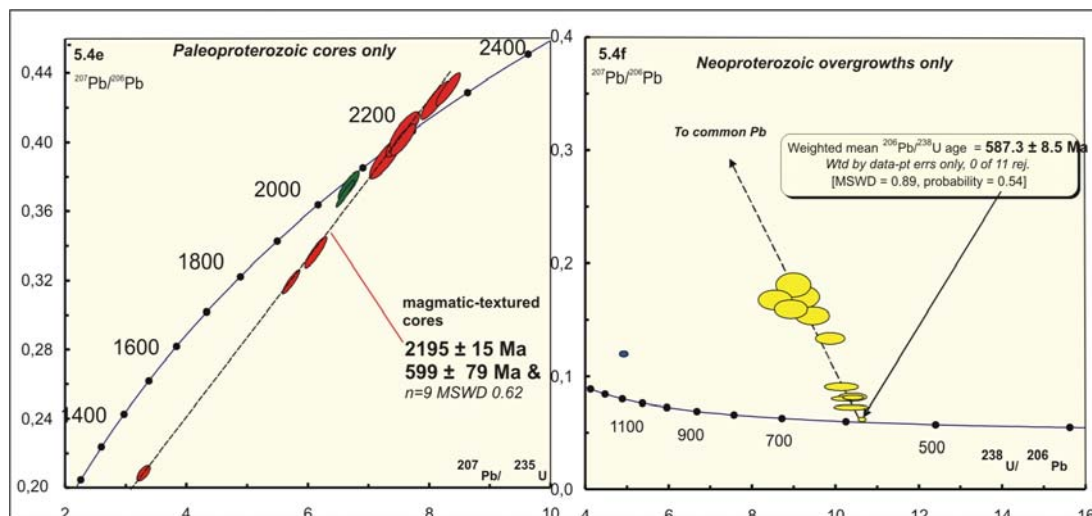 5.4e
Paleoproterozoic cores only
2400
207Pb/206Pb
0,44
2200
0,40
2000
0,36
1800
0,32
magmatic-textured
cores
2195 ± 15 Ma
599 ± 79 Ma &
n=9 MSWD 0.62
1600
0,28
1400
0,24
0,20
207Pb/ 235U
2 4 6 8 10
0,4
5.4f
207Pb/206Pb
Neoproterozoic overgrowths only
To common Pb
Weighted mean 206Pb/238U age = 587.3 ± 8.5 Ma
Wtd by data-pt errs only, 0 of 11 rej.
[MSWD = 0.89, probability = 0.54]
0,3
0,2
0,1
1100 900 700 500
238U/ 206Pb
0,0
4 6 8 10 12 14 16